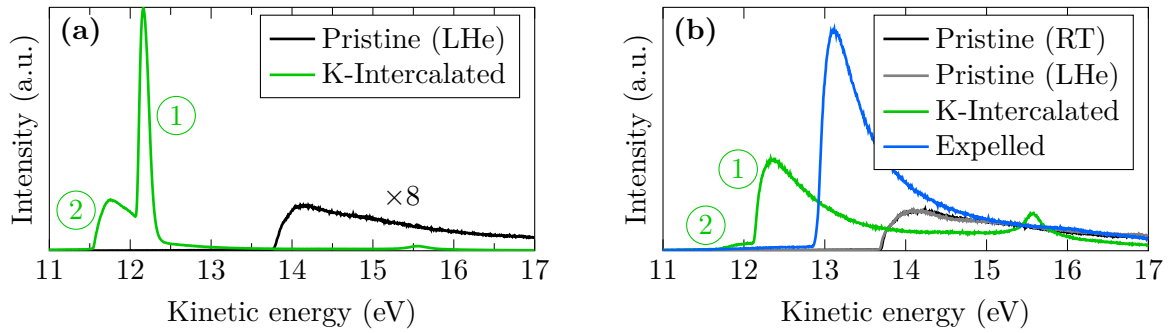 (a)
Pristine (LHe)
K-Intercalated
1
2
×8
Intensity (a.u.)
11 12 13 14 15 16 17
Kinetic energy (eV)
(b)
Pristine (RT)
Pristine (LHe)
K-Intercalated
Expelled
1
2
Intensity (a.u.)
11 12 13 14 15 16 17
Kinetic energy (eV)